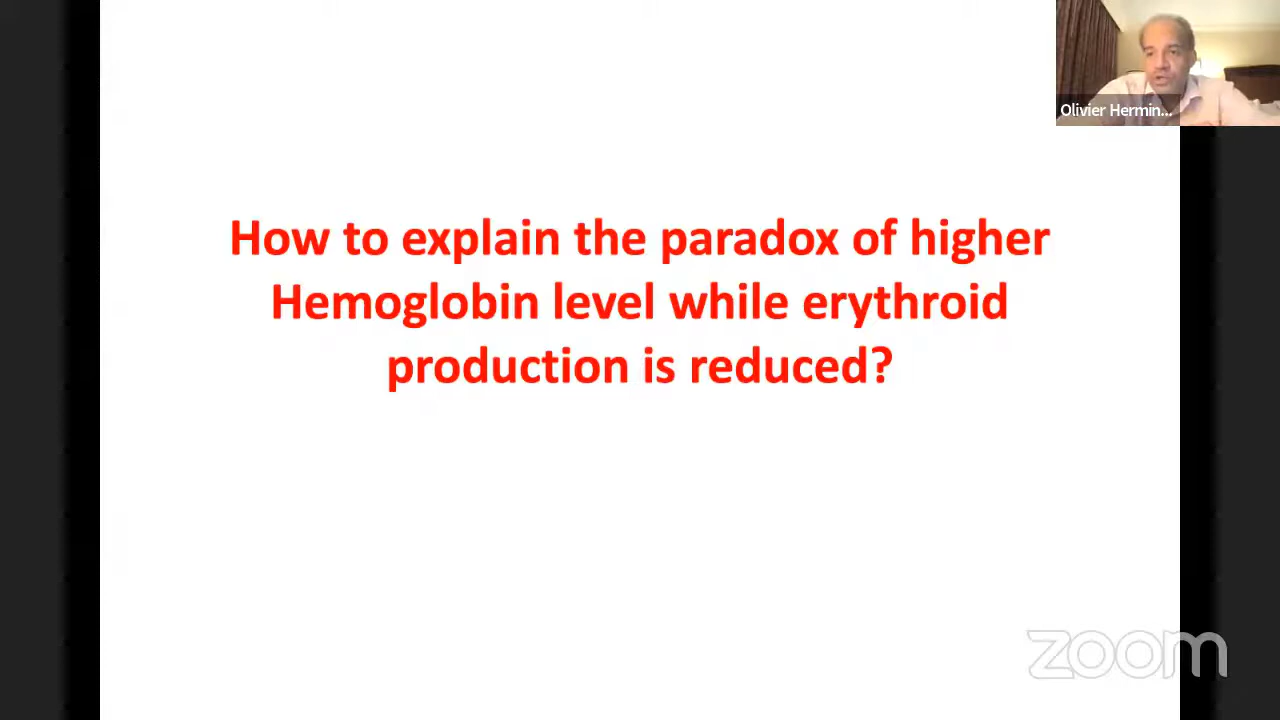 Olivier Hermin...
How to explain the paradox of higher
Hemoglobin level while erythroid
production is reduced?
zoom